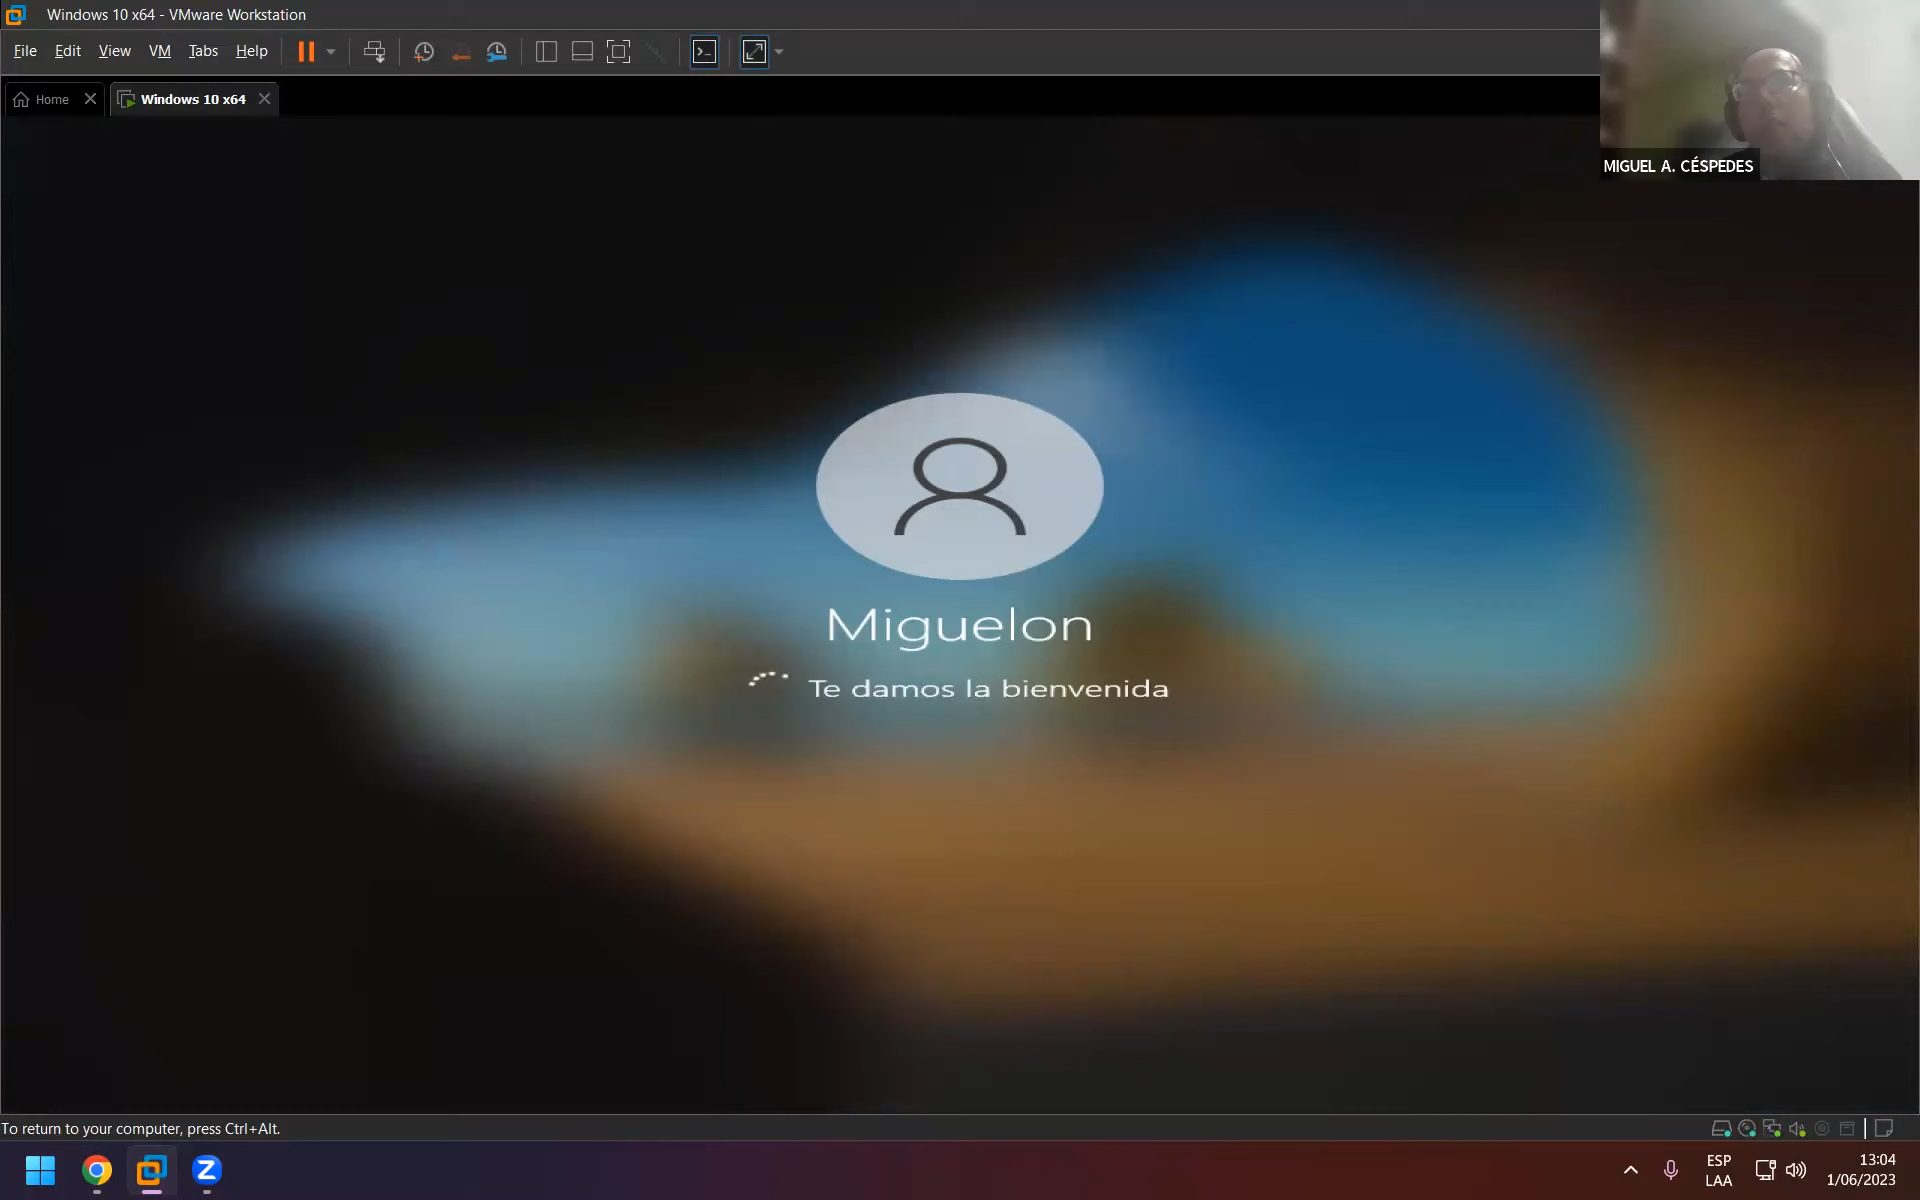 Windows 10 x64 - VMware Workstation
File Edit View VM Tabs Help
Home Windows 10 x64
MIGUEL A. CÉSPEDES
Miguelon
Te damos la bienvenida
To return to your computer, press Ctrl+Alt.
ESP
LAA
13:04
1/06/2023